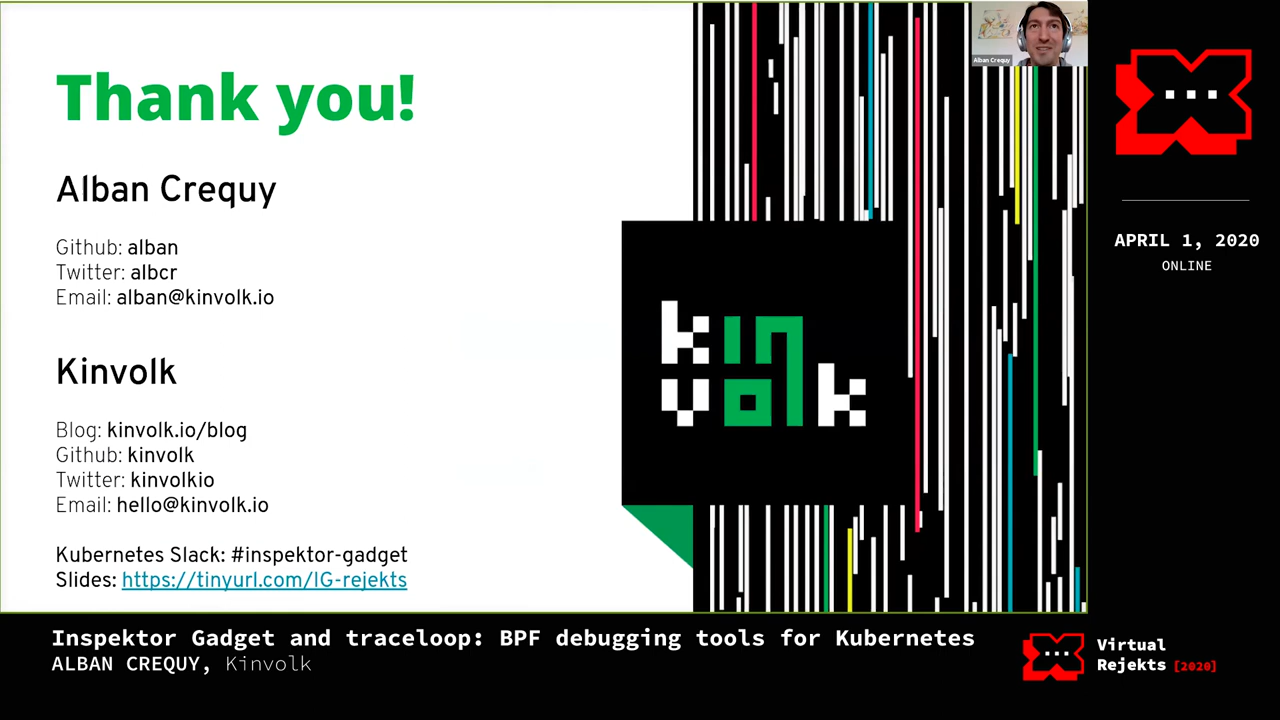 Thank you!
Alban Crequy
Github: alban
Twitter: albcr
Email: alban@kinvolk.io
Kinvolk
Blog: kinvolk.io/blog
Github: kinvolk
Twitter: kinvolkio
Email: hello@kinvolk.io
Kubernetes Slack: #inspektor-gadget
Slides: https://tinyurl.com/IG-rejekts
kin
volk
Alban Crequy
APRIL 1, 2020
ONLINE
Inspektor Gadget and traceloop: BPF debugging tools for Kubernetes
ALBAN CREQUY, Kinvolk
Virtual
Rejekts [2020]